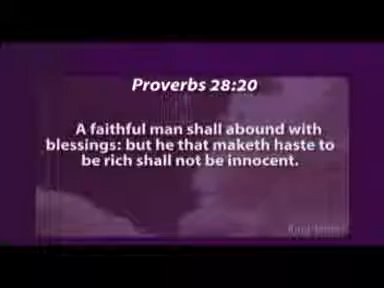 Proverbs 28:20
A faithful man shall abound with
blessings: but he that maketh haste to
be rich shall not be innocent.